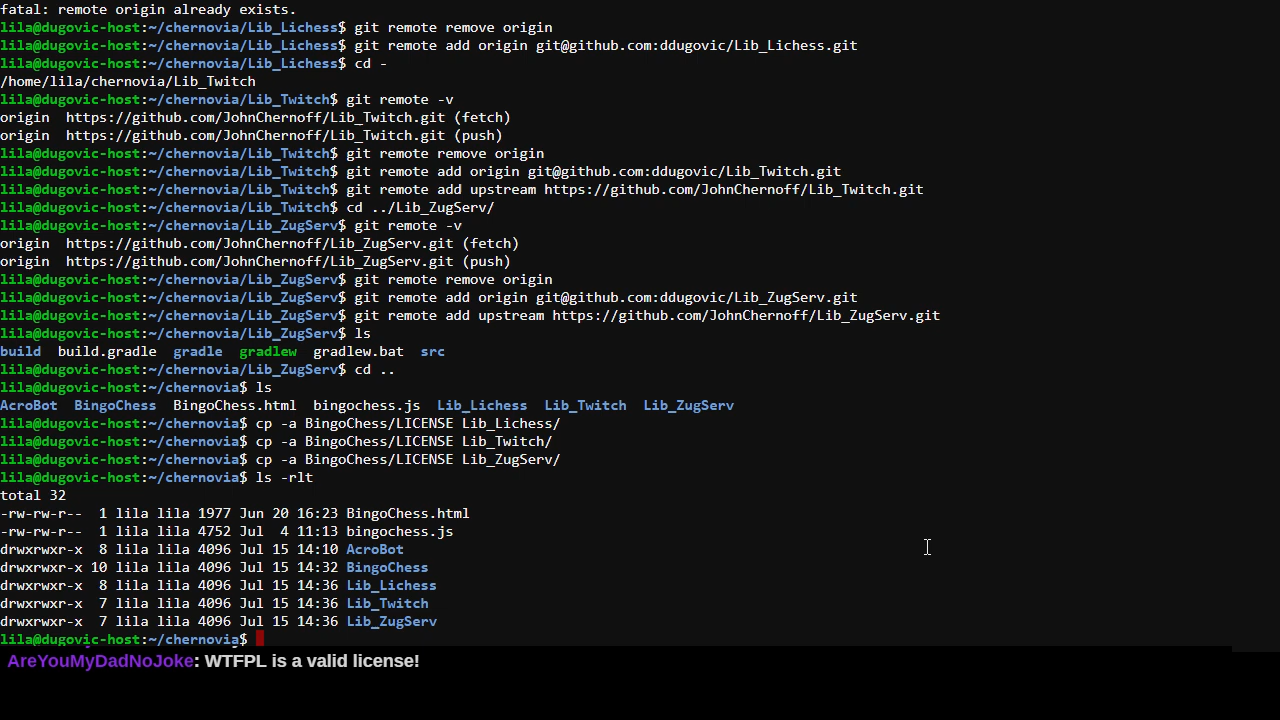 fatal: remote origin already exists.
lila@dugovic-host:~/chernovia/Lib_Lichess$ git remote remove origin
lila@dugovic-host:~/chernovia/Lib_Lichess$ git remote add origin git@github.com:ddugovic/Lib_Lichess.git
lila@dugovic-host:~/chernovia/Lib_Lichess$ cd -
/home/lila/chernovia/Lib_Twitch
lila@dugovic-host:~/chernovia/Lib_Twitch$ git remote -v
origin  https://github.com/JohnChernoff/Lib_Twitch.git (fetch)
origin  https://github.com/JohnChernoff/Lib_Twitch.git (push)
lila@dugovic-host:~/chernovia/Lib_Twitch$ git remote remove origin
lila@dugovic-host:~/chernovia/Lib_Twitch$ git remote add origin git@github.com:ddugovic/Lib_Twitch.git
lila@dugovic-host:~/chernovia/Lib_Twitch$ git remote add upstream https://github.com/JohnChernoff/Lib_Twitch.git
lila@dugovic-host:~/chernovia/Lib_Twitch$ cd ../Lib_ZugServ/
lila@dugovic-host:~/chernovia/Lib_ZugServ$ git remote -v
origin  https://github.com/JohnChernoff/Lib_ZugServ.git (fetch)
origin  https://github.com/JohnChernoff/Lib_ZugServ.git (push)
lila@dugovic-host:~/chernovia/Lib_ZugServ$ git remote remove origin
lila@dugovic-host:~/chernovia/Lib_ZugServ$ git remote add origin git@github.com:ddugovic/Lib_ZugServ.git
lila@dugovic-host:~/chernovia/Lib_ZugServ$ git remote add upstream https://github.com/JohnChernoff/Lib_ZugServ.git
lila@dugovic-host:~/chernovia/Lib_ZugServ$ ls
build  build.gradle  gradle  gradlew  gradlew.bat  src
lila@dugovic-host:~/chernovia/Lib_ZugServ$ cd ..
lila@dugovic-host:~/chernovia$ ls
AcroBot  BingoChess  BingoChess.html  bingochess.js  Lib_Lichess  Lib_Twitch  Lib_ZugServ
lila@dugovic-host:~/chernovia$ cp -a BingoChess/LICENSE Lib_Lichess/
lila@dugovic-host:~/chernovia$ cp -a BingoChess/LICENSE Lib_Twitch/
lila@dugovic-host:~/chernovia$ cp -a BingoChess/LICENSE Lib_ZugServ/
lila@dugovic-host:~/chernovia$ ls -rlt
total 32
-rw-rw-r--  1 lila lila 1977 Jun 20 16:23 BingoChess.html
-rw-rw-r--  1 lila lila 4752 Jul  4 11:13 bingochess.js
drwxrwxr-x  8 lila lila 4096 Jul 15 14:10 AcroBot
drwxrwxr-x 10 lila lila 4096 Jul 15 14:32 BingoChess
drwxrwxr-x  8 lila lila 4096 Jul 15 14:36 Lib_Lichess
drwxrwxr-x  7 lila lila 4096 Jul 15 14:36 Lib_Twitch
drwxrwxr-x  7 lila lila 4096 Jul 15 14:36 Lib_ZugServ
lila@dugovic-host:~/chernovia$
AreYouMyDadNoJoke: WTFPL is a valid license!